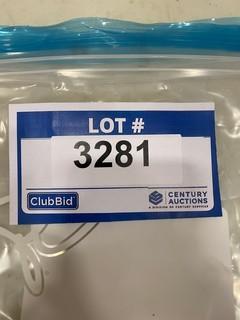 LOT #
3281
ClubBid
CENTURY
AUCTIONS
A DIVISION OF CENTURY SERVICES